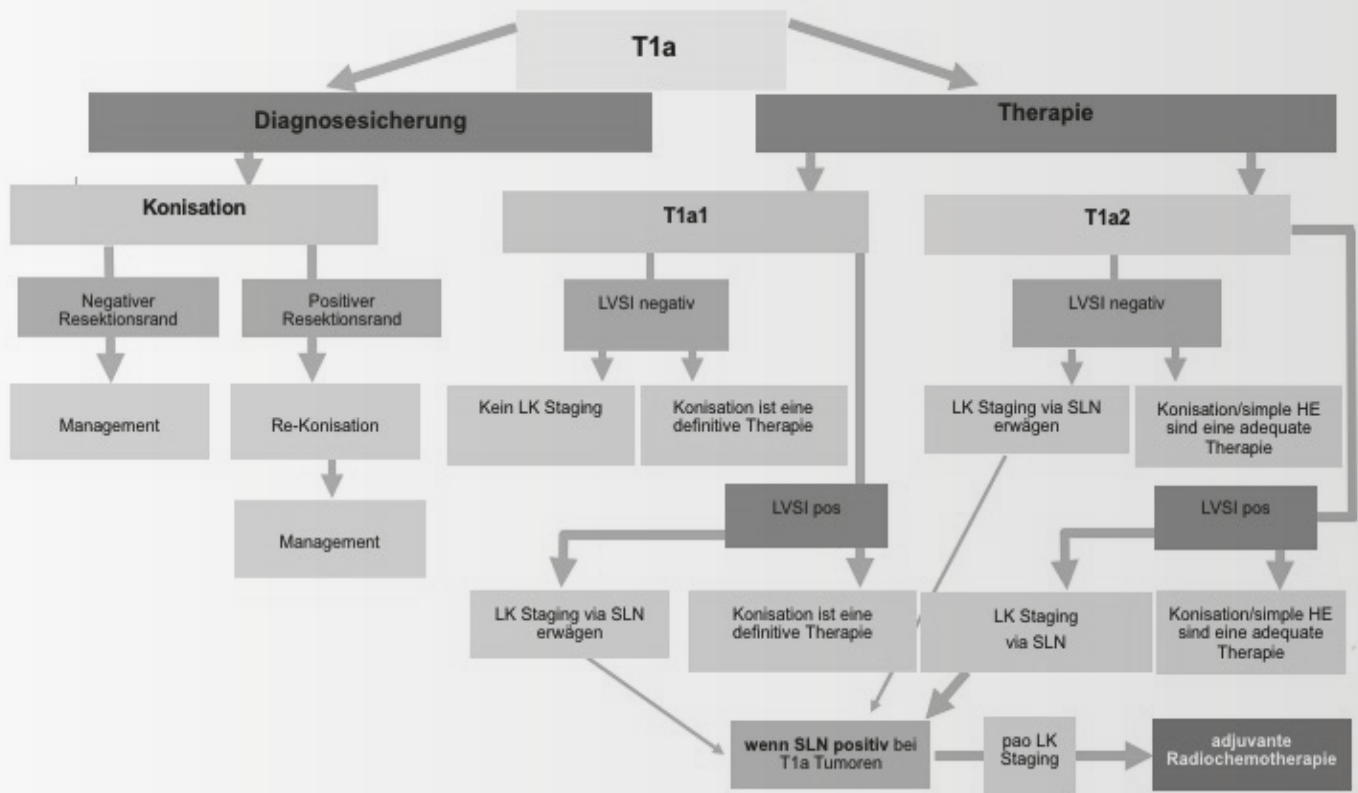 T1a
Diagnosesicherung
Therapie
Konisation
T1a1
T1a2
Negativer
Resektionsrand
Positiver
Resektionsrand
LVSI negativ
LVSI negativ
Management
Re-Konisation
Kein LK Staging
Konisation ist eine
definitive Therapie
LK Staging via SLN
erwägen
Konisation/simple HE
sind eine adequate
Therapie
Management
LVSI pos
LVSI pos
LK Staging via SLN
erwägen
Konisation ist eine
definitive Therapie
LK Staging
via SLN
Konisation/simple HE
sind eine adequate
Therapie
wenn SLN positiv bei
T1a Tumoren
pao LK
Staging
adjuvante
Radiochemotherapie